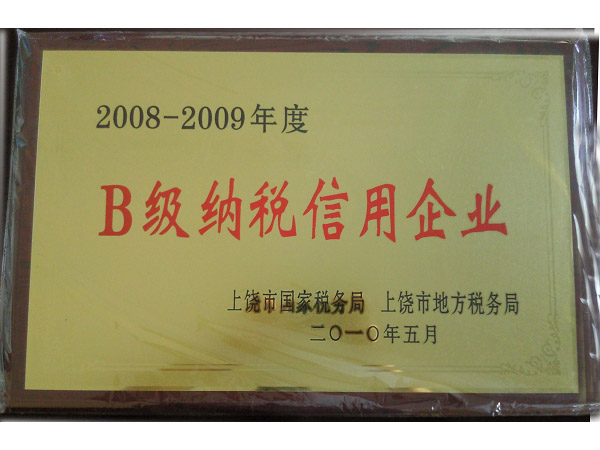 2008-2009年度
B级纳税信用企业
上饶市国家税务局 上饶市地方税务局
二〇一〇年五月